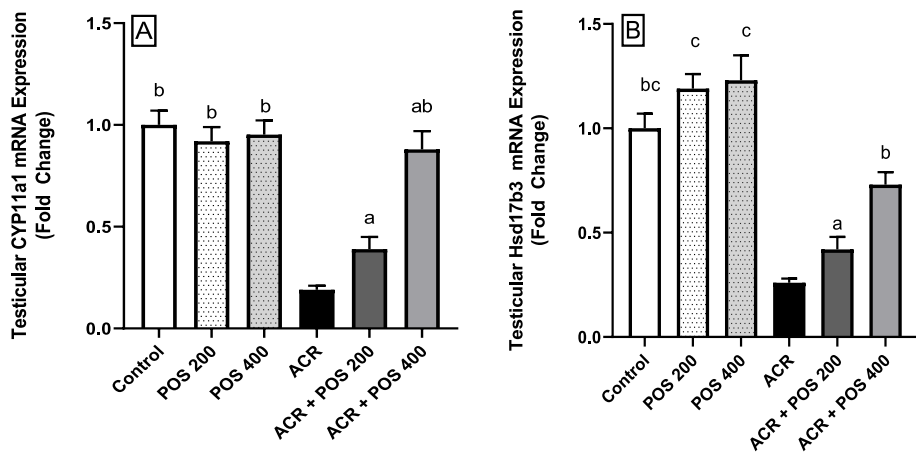 A
Testicular CYP11a1 mRNA Expression
(Fold Change)
1.5
1.0
0.5
0.0
b
b
b
a
ab
Control
POS 200
POS 400
ACR
ACR + POS 200
ACR + POS 400
B
Testicular Hsd17b3 mRNA Expression
(Fold Change)
1.5
1.0
0.5
0.0
bc
c
c
a
b
Control
POS 200
POS 400
ACR
ACR + POS 200
ACR + POS 400